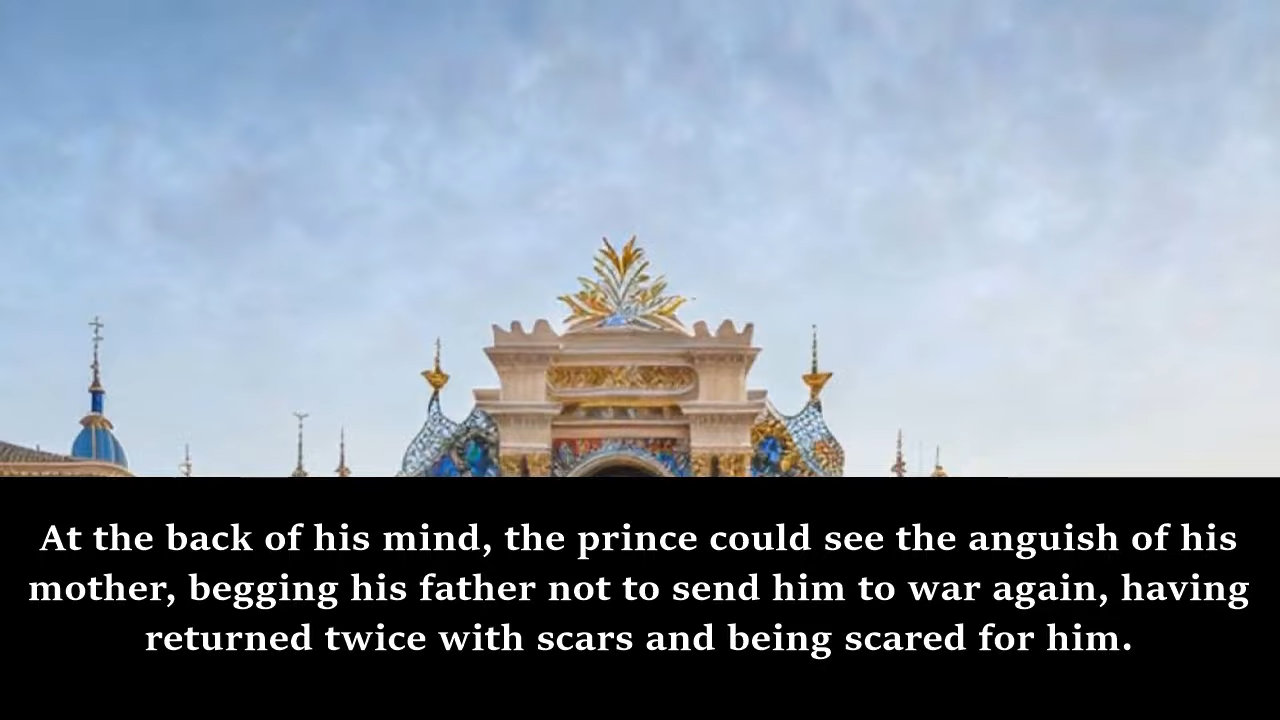 At the back of his mind, the prince could see the anguish of his
mother, begging his father not to send him to war again, having
returned twice with scars and being scared for him.